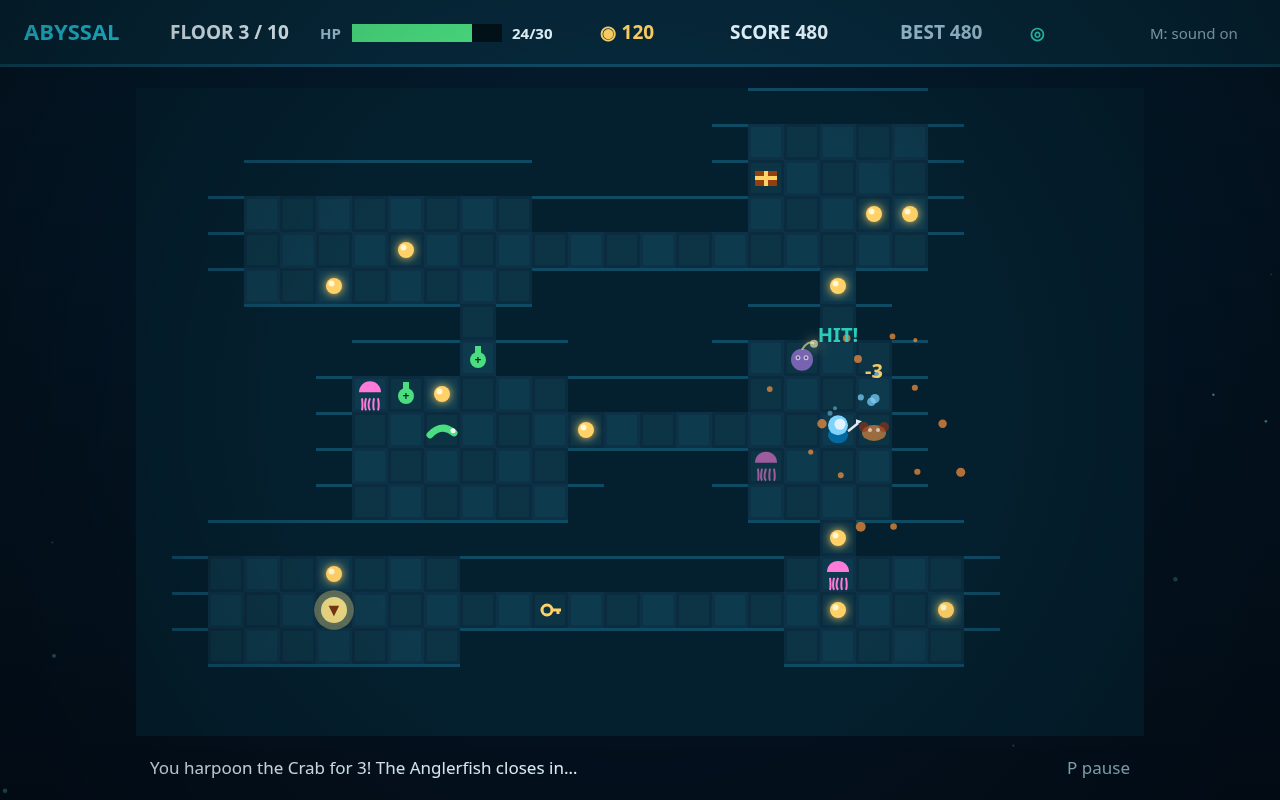 ABYSSAL FLOOR 3 / 10 HP 24/30 120 SCORE 480 BEST 480 M: sound on
HIT!
-3
You harpoon the Crab for 3! The Anglerfish closes in... P pause